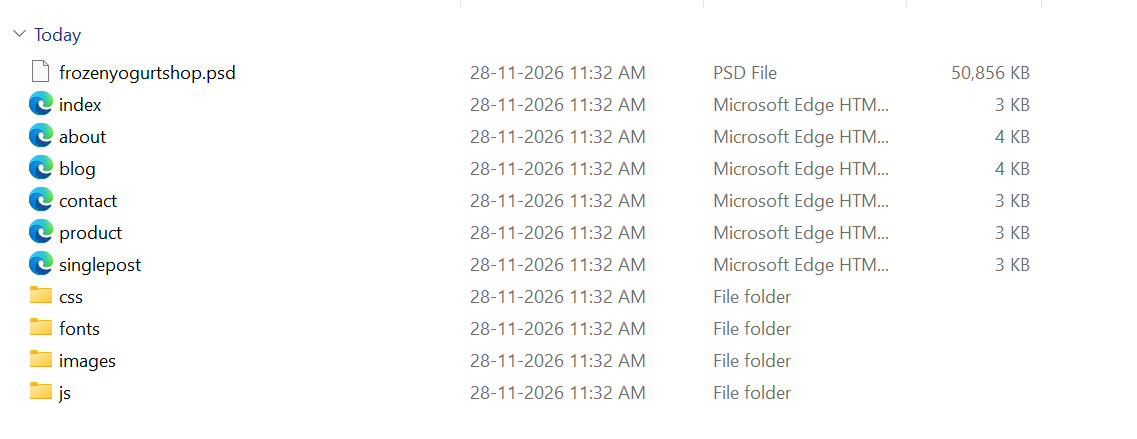 Today
frozenyogurtshop.psd 28-11-2026 11:32 AM PSD File 50,856 KB
index 28-11-2026 11:32 AM Microsoft Edge HTM... 3 KB
about 28-11-2026 11:32 AM Microsoft Edge HTM... 4 KB
blog 28-11-2026 11:32 AM Microsoft Edge HTM... 4 KB
contact 28-11-2026 11:32 AM Microsoft Edge HTM... 3 KB
product 28-11-2026 11:32 AM Microsoft Edge HTM... 3 KB
singlepost 28-11-2026 11:32 AM Microsoft Edge HTM... 3 KB
css 28-11-2026 11:32 AM File folder
fonts 28-11-2026 11:32 AM File folder
images 28-11-2026 11:32 AM File folder
js 28-11-2026 11:32 AM File folder